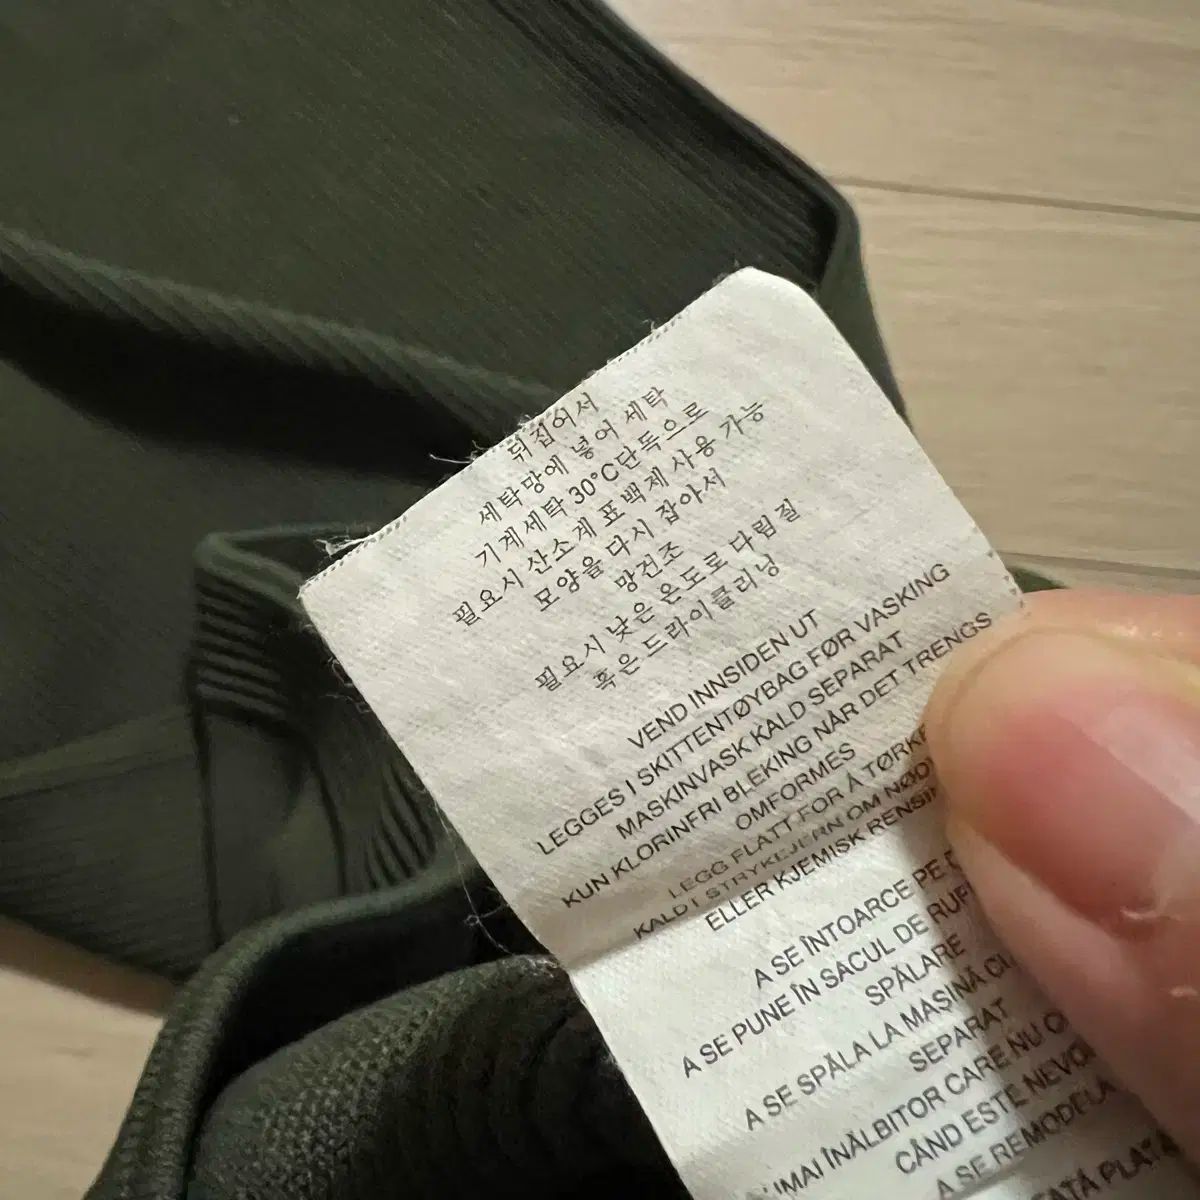 뒤집어서
세탁망에 넣어 세탁
기계세탁 30°C단독으로
필요시 산소계 표백제 사용 가능
모양을 다시 잡아서
망건조
필요시 낮은 온도로 다림질
혹은 드라이클리닝
VEND INNSIDEN UT
LEGGES I SKITTENTØYBAG FØR VASKING
MASKINVASK KALD SEPARAT
KUN KLORINFRI BLEKING NÅR DET TRENGS
OMFORMES
LEGG FLATT FOR Å TØRKE
KALD I STRYKEJERN OM
ELLER KJEMISK
A SE ÎNTOARCE PE
A SE PUNE ÎN SACUL DE
SPĂLARE
A SE SPĂLA LA MAȘINĂ
SEPARAT
ÎNĂLBITOR CARE NU
CÂND ESTE
A SE REMODELA